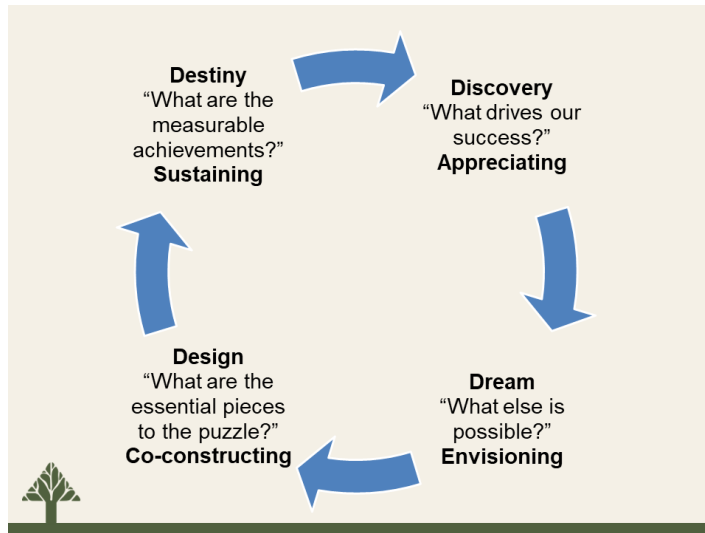 Destiny
“What are the
measurable
achievements?”
Sustaining
Discovery
“What drives our
success?”
Appreciating
Dream
“What else is
possible?”
Envisioning
Design
“What are the
essential pieces
to the puzzle?”
Co-constructing